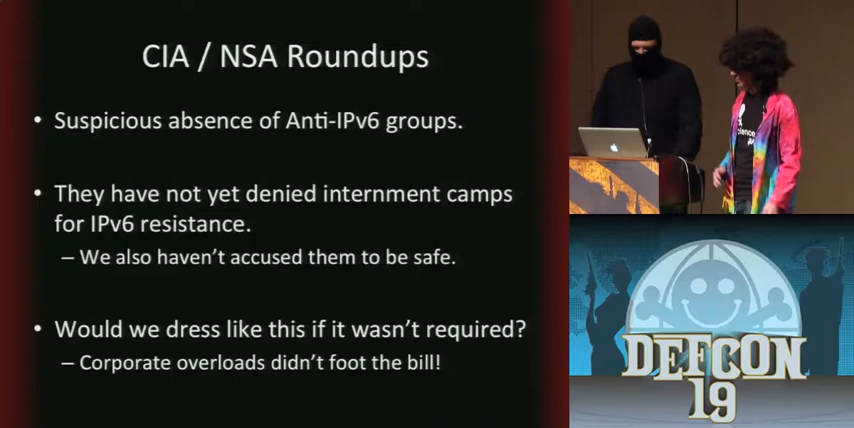 CIA / NSA Roundups
• Suspicious absence of Anti-IPv6 groups.
• They have not yet denied internment camps
for IPv6 resistance.
– We also haven't accused them to be safe.
• Would we dress like this if it wasn't required?
– Corporate overloads didn't foot the bill!
DEFCON
19